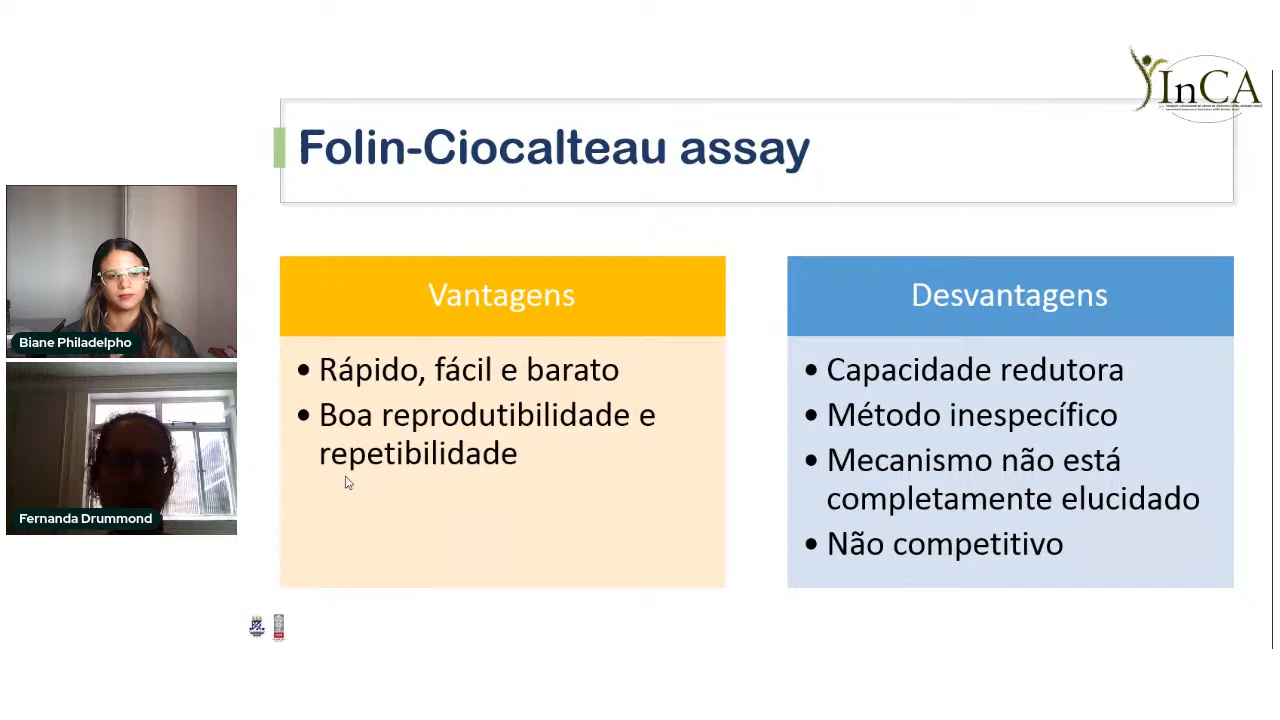 InCA
Folin-Ciocalteau assay
Biane Philadelpho
Fernanda Drummond
Vantagens
• Rápido, fácil e barato
• Boa reprodutibilidade e
repetibilidade
Desvantagens
• Capacidade redutora
• Método inespecífico
• Mecanismo não está
completamente elucidado
• Não competitivo